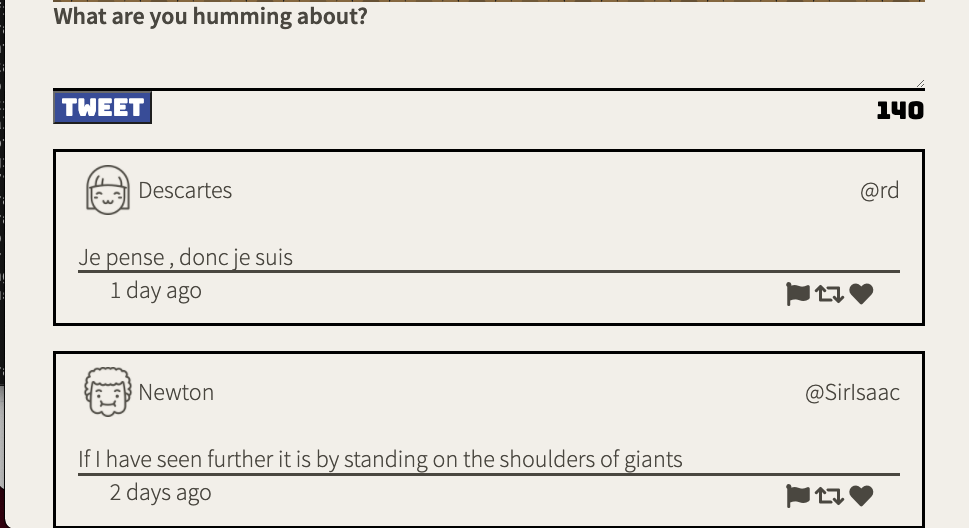 What are you humming about?
TWEET 140
Descartes @rd
Je pense , donc je suis
1 day ago
Newton @SirIsaac
If I have seen further it is by standing on the shoulders of giants
2 days ago